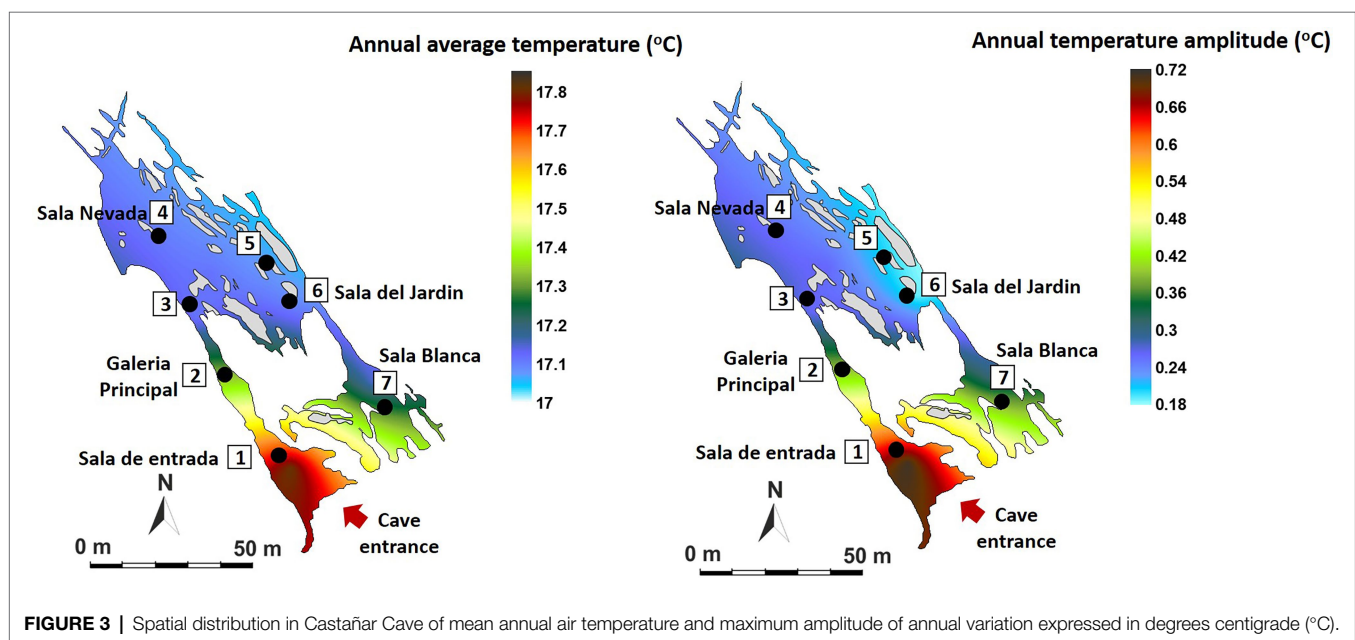 Annual average temperature (°C)
17.8
17.7
17.6
17.5
17.4
17.3
17.2
17.1
17
Sala Nevada
4
5
3
6
Sala del Jardin
Galeria
Principal
2
Sala Blanca
7
Sala de entrada
1
N
Cave
entrance
0 m
50 m
Annual temperature amplitude (°C)
0.72
0.66
0.6
0.54
0.48
0.42
0.36
0.3
0.24
0.18
Sala Nevada
4
5
3
6
Sala del Jardin
Galeria
Principal
2
Sala Blanca
7
Sala de entrada
1
N
Cave
entrance
0 m
50 m
FIGURE 3 | Spatial distribution in Castañar Cave of mean annual air temperature and maximum amplitude of annual variation expressed in degrees centigrade (°C).